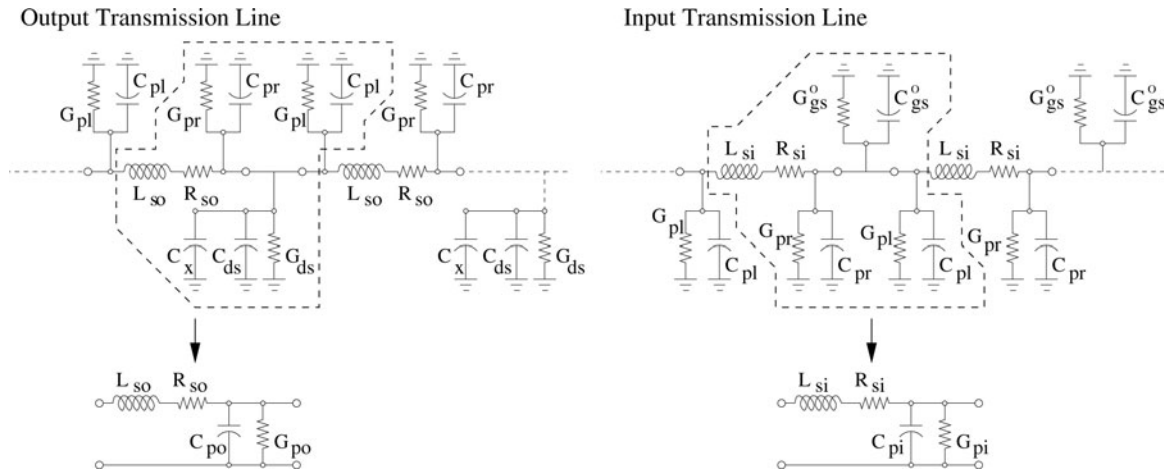 Output Transmission Line
Input Transmission Line
G pl
C pl
G pr
C pr
G pl
C pl
G pr
C pr
L so
R so
L so
R so
C x
C ds
G ds
C x
C ds
G ds
L so
R so
C po
G po
G gs o
C gs o
G gs o
C gs o
L si
R si
L si
R si
G pl
C pl
G pr
C pr
G pl
C pl
G pr
C pr
L si
R si
C pi
G pi